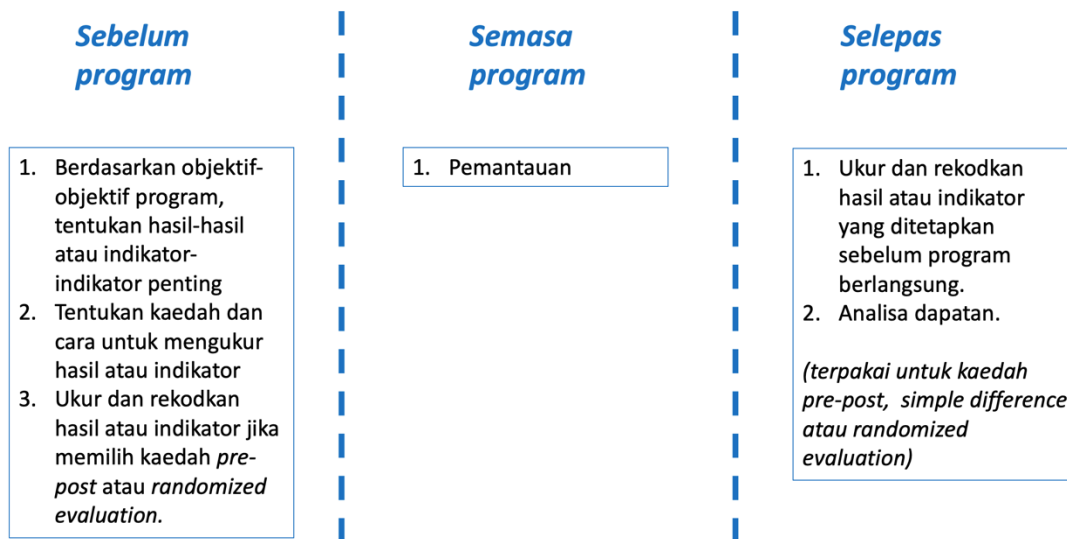 Sebelum
program
1. Berdasarkan objektif-
objektif program,
tentukan hasil-hasil
atau indikator-
indikator penting
2. Tentukan kaedah dan
cara untuk mengukur
hasil atau indikator
3. Ukur dan rekodkan
hasil atau indikator jika
memilih kaedah pre-
post atau randomized
evaluation.
Semasa
program
1. Pemantauan
Selepas
program
1. Ukur dan rekodkan
hasil atau indikator
yang ditetapkan
sebelum program
berlangsung.
2. Analisa dapatan.
(terpakai untuk kaedah
pre-post, simple difference
atau randomized
evaluation)